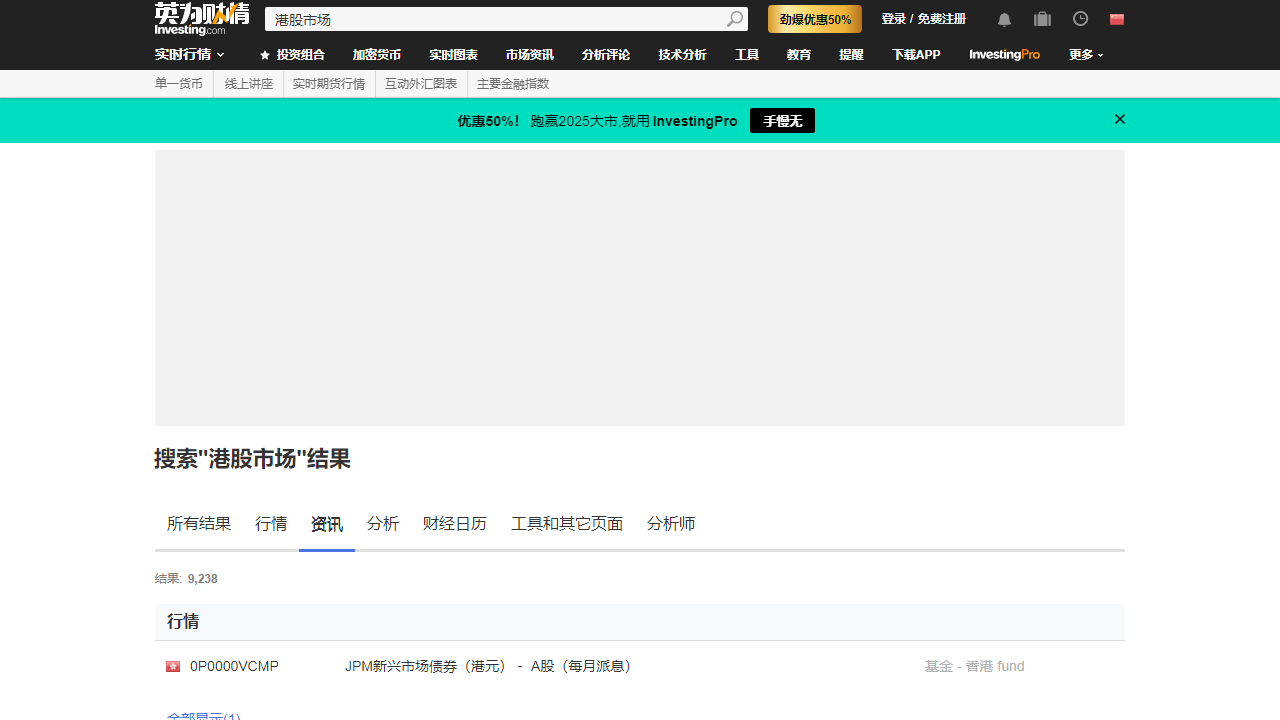 英为财情
Investing.com
港股市场
劲爆优惠50%
登录 / 免费注册
实时行情
投资组合
加密货币
实时图表
市场资讯
分析评论
技术分析
工具
教育
提醒
下载APP
InvestingPro
更多
单一货币
线上讲座
实时期货行情
互动外汇图表
主要金融指数
优惠50%! 跑赢2025大市,就用 InvestingPro
手慢无
搜索"港股市场"结果
所有结果
行情
资讯
分析
财经日历
工具和其它页面
分析师
结果: 9,238
行情
0P0000VCMP
JPM新兴市场债券（港元） - A股（每月派息）
基金 - 香港 fund
全部显示(1)